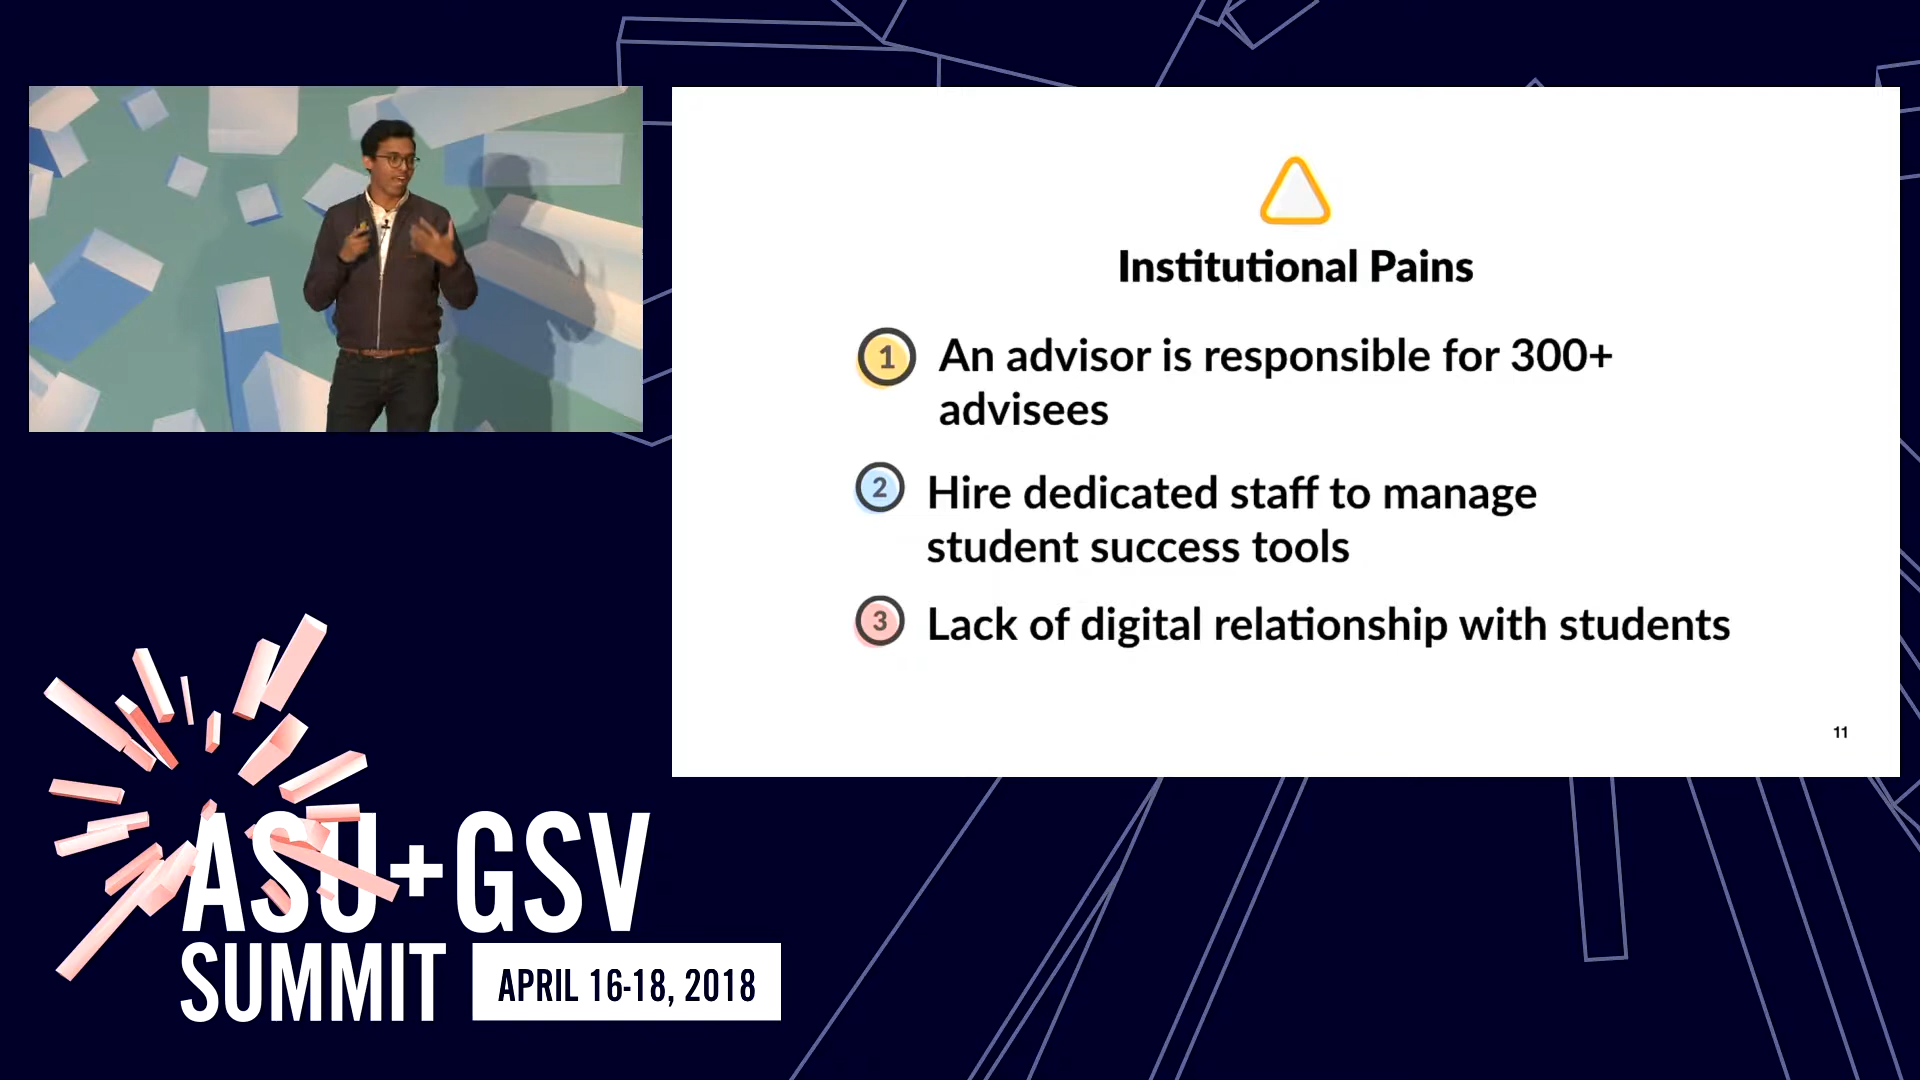 Institutional Pains
1 An advisor is responsible for 300+
advisees
2 Hire dedicated staff to manage
student success tools
3 Lack of digital relationship with students
11
ASU+GSV
SUMMIT
APRIL 16-18, 2018